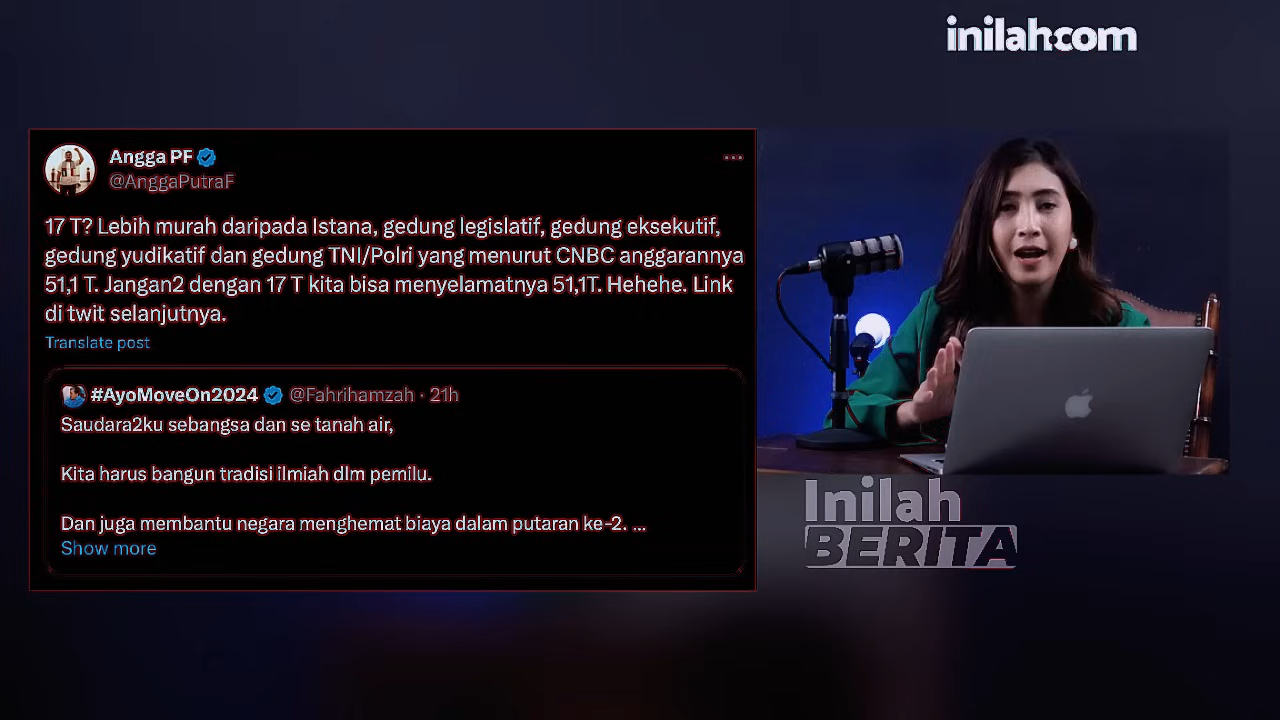 inilah.com
Angga PF
@AnggaPutraF
17 T? Lebih murah daripada Istana, gedung legislatif, gedung eksekutif,
gedung yudikatif dan gedung TNI/Polri yang menurut CNBC anggarannya
51,1 T. Jangan2 dengan 17 T kita bisa menyelamatnya 51,1T. Hehehe. Link
di twit selanjutnya.
Translate post
#AyoMoveOn2024 @Fahrihamzah · 21h
Saudara2ku sebangsa dan se tanah air,
Kita harus bangun tradisi ilmiah dlm pemilu.
Dan juga membantu negara menghemat biaya dalam putaran ke-2. ...
Show more
Inilah
BERITA